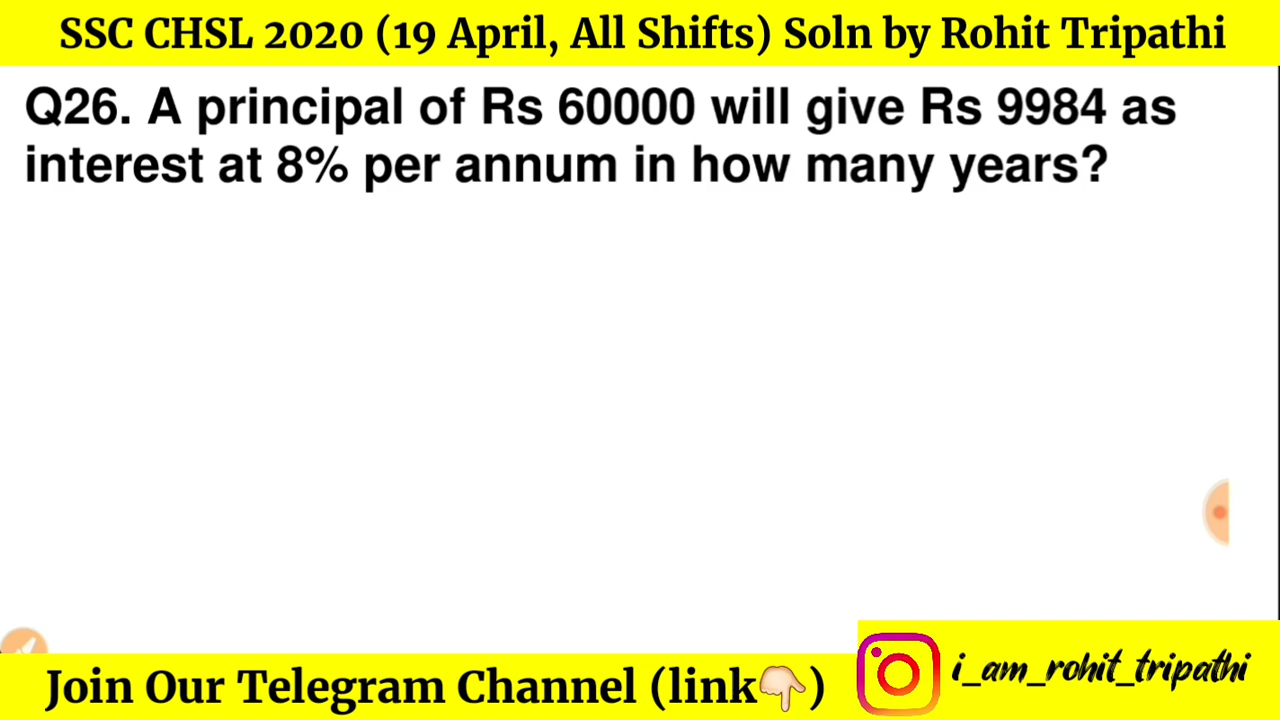 SSC CHSL 2020 (19 April, All Shifts) Soln by Rohit Tripathi
Q26. A principal of Rs 60000 will give Rs 9984 as
interest at 8% per annum in how many years?
Join Our Telegram Channel (link👇)
i_am_rohit_tripathi